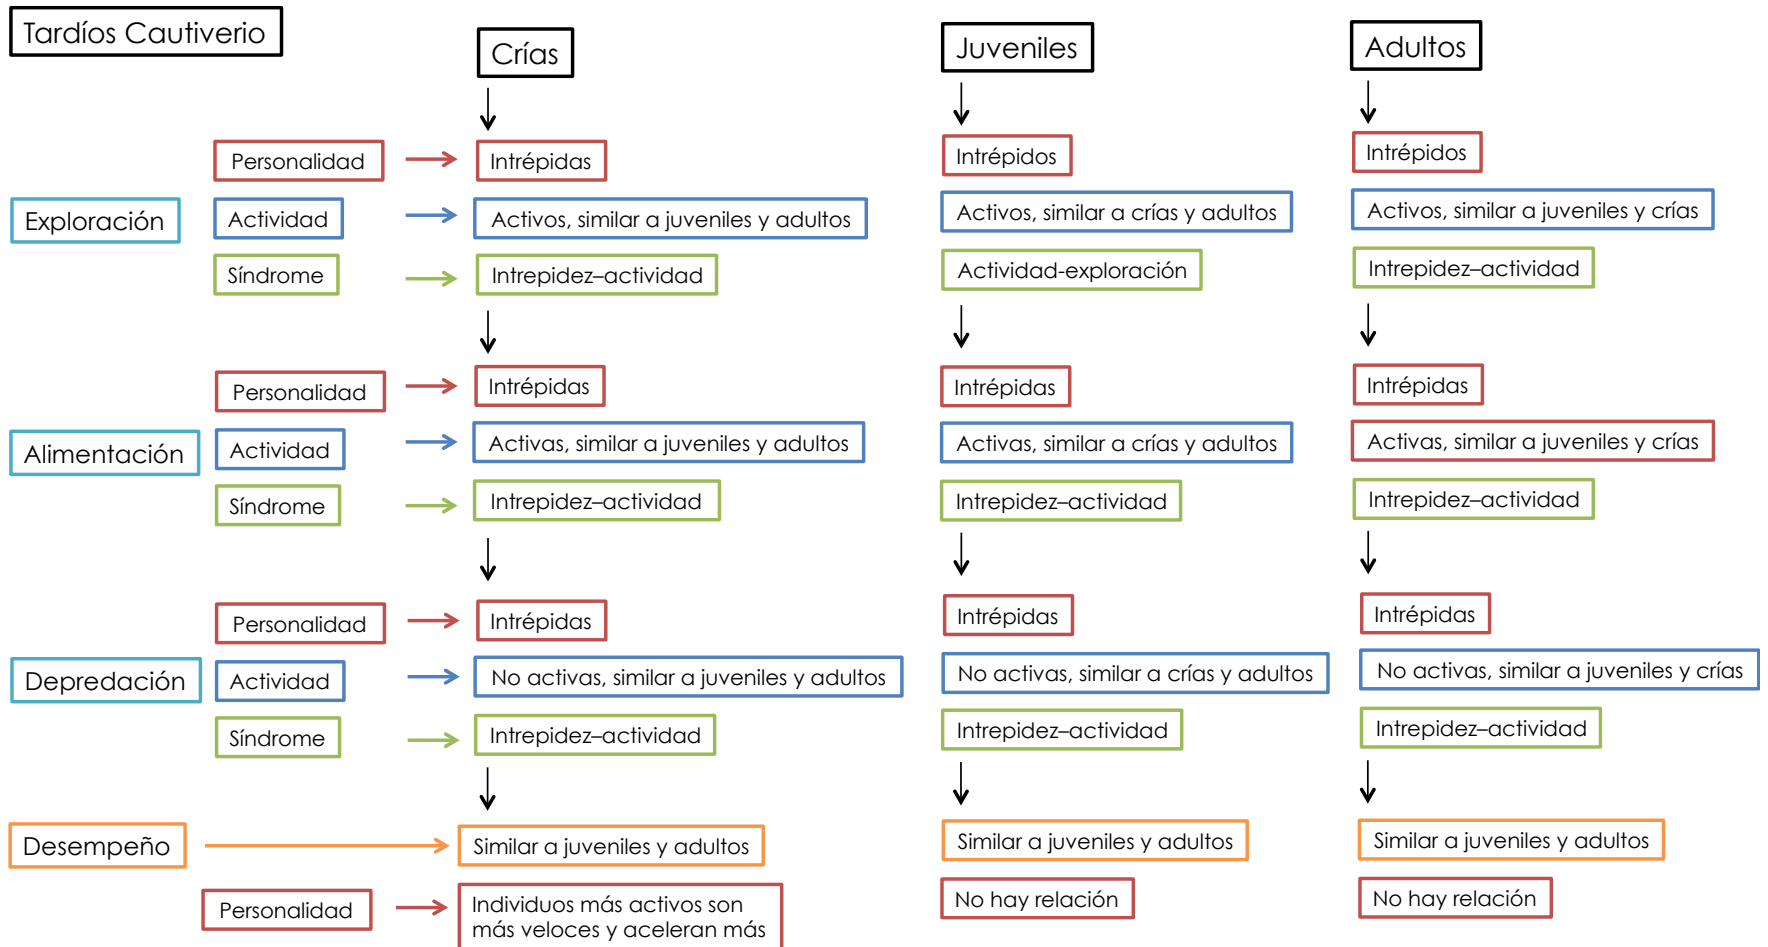 Tardíos Cautiverio
Crías
Juveniles
Adultos
Personalidad
Intrépidas
Intrépidos
Intrépidos
Exploración
Actividad
Activos, similar a juveniles y adultos
Activos, similar a crías y adultos
Activos, similar a juveniles y crías
Síndrome
Intrepidez–actividad
Actividad-exploración
Intrepidez–actividad
Personalidad
Intrépidas
Intrépidas
Intrépidas
Alimentación
Actividad
Activas, similar a juveniles y adultos
Activas, similar a crías y adultos
Activas, similar a juveniles y crías
Síndrome
Intrepidez–actividad
Intrepidez–actividad
Intrepidez–actividad
Personalidad
Intrépidas
Intrépidas
Intrépidas
Depredación
Actividad
No activas, similar a juveniles y adultos
No activas, similar a crías y adultos
No activas, similar a juveniles y crías
Síndrome
Intrepidez–actividad
Intrepidez–actividad
Intrepidez–actividad
Desempeño
Similar a juveniles y adultos
Similar a juveniles y adultos
Similar a juveniles y adultos
Personalidad
Individuos más activos son
más veloces y aceleran más
No hay relación
No hay relación